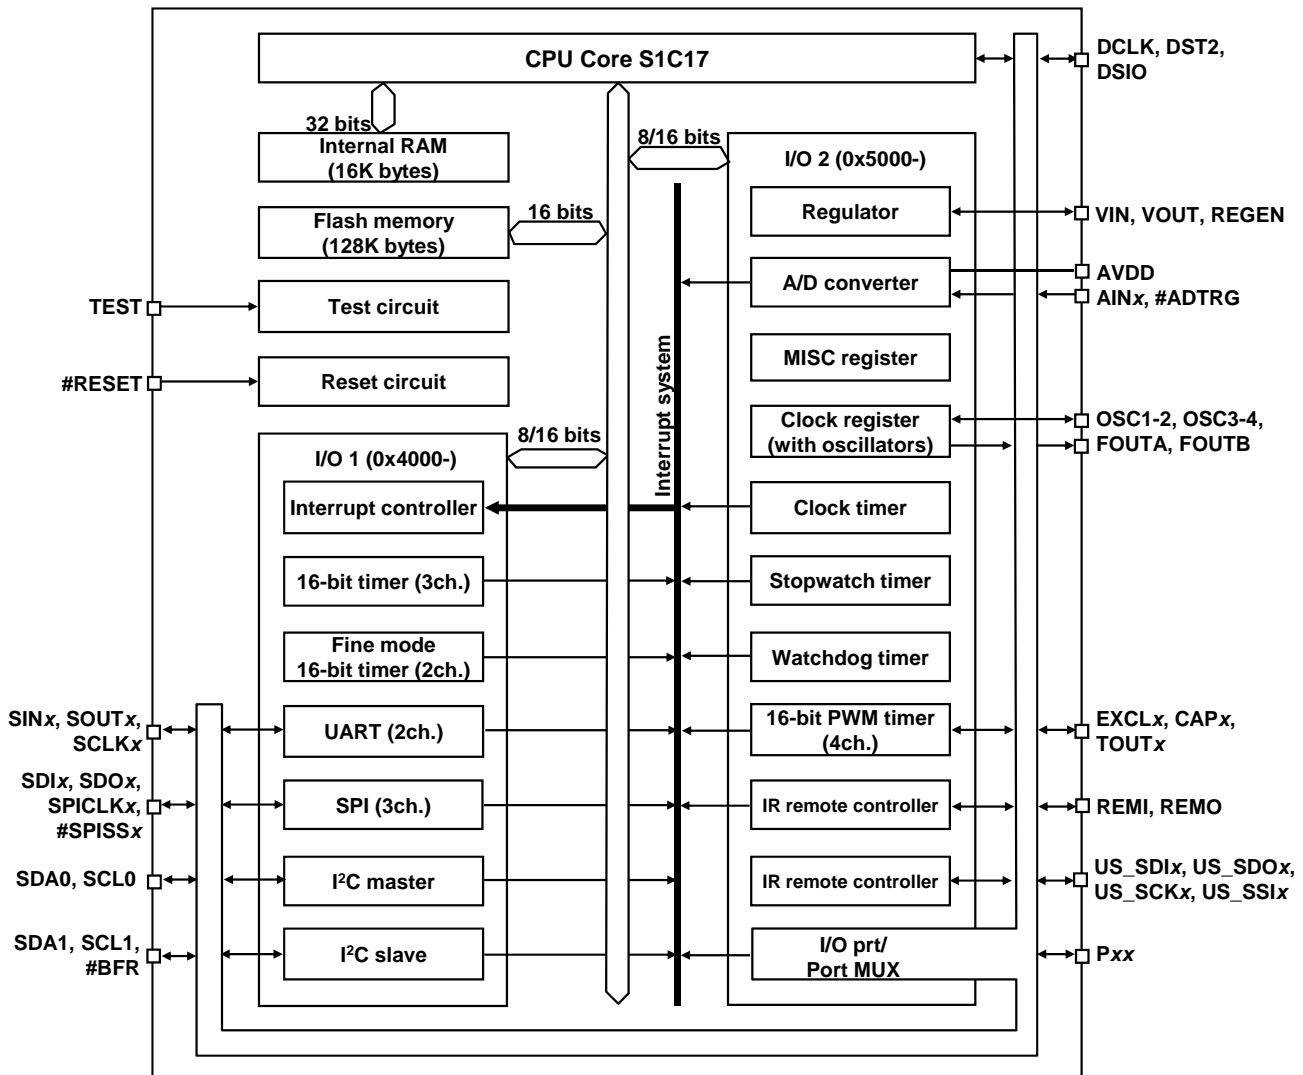 CPU Core S1C17
DCLK, DST2,
DSIO
32 bits
Internal RAM
(16K bytes)
8/16 bits
I/O 2 (0x5000-)
Flash memory
(128K bytes)
16 bits
Regulator
VIN, VOUT, REGEN
TEST
Test circuit
A/D converter
AVDD
AINx, #ADTRG
#RESET
Reset circuit
MISC register
Interrupt system
8/16 bits
I/O 1 (0x4000-)
Clock register
(with oscillators)
OSC1-2, OSC3-4,
FOUTA, FOUTB
Interrupt controller
Clock timer
16-bit timer (3ch.)
Stopwatch timer
Fine mode
16-bit timer (2ch.)
Watchdog timer
SINx, SOUTx,
SCLKx
UART (2ch.)
16-bit PWM timer
(4ch.)
EXCLx, CAPx,
TOUTx
SDIx, SDOx,
SPICLKx,
#SPISSx
SPI (3ch.)
IR remote controller
REMI, REMO
SDA0, SCL0
I²C master
IR remote controller
US_SDIx, US_SDOx,
US_SCKx, US_SSIx
SDA1, SCL1,
#BFR
I²C slave
I/O prt/
Port MUX
Pxx